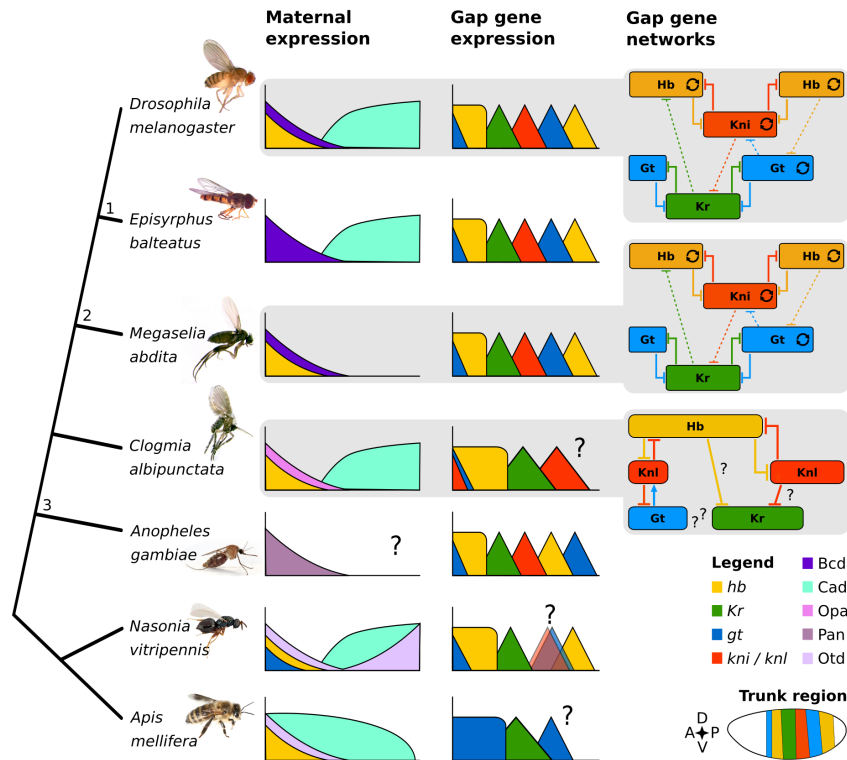 Maternal
expression
Gap gene
expression
Gap gene
networks
Drosophila
melanogaster
Hb
Hb
Kni
Gt
Gt
Kr
1
Episyrphus
balteatus
2
Megaselia
abdita
Hb
Hb
Kni
Gt
Gt
Kr
Clogmia
albipunctata
?
Hb
Knl
Knl
?
?
Gt
? ?
Kr
3
Anopheles
gambiae
?
Nasonia
vitripennis
?
Apis
mellifera
?
Legend
hb
Kr
gt
kni / knl
Bcd
Cad
Opa
Pan
Otd
Trunk region
D
A P
V